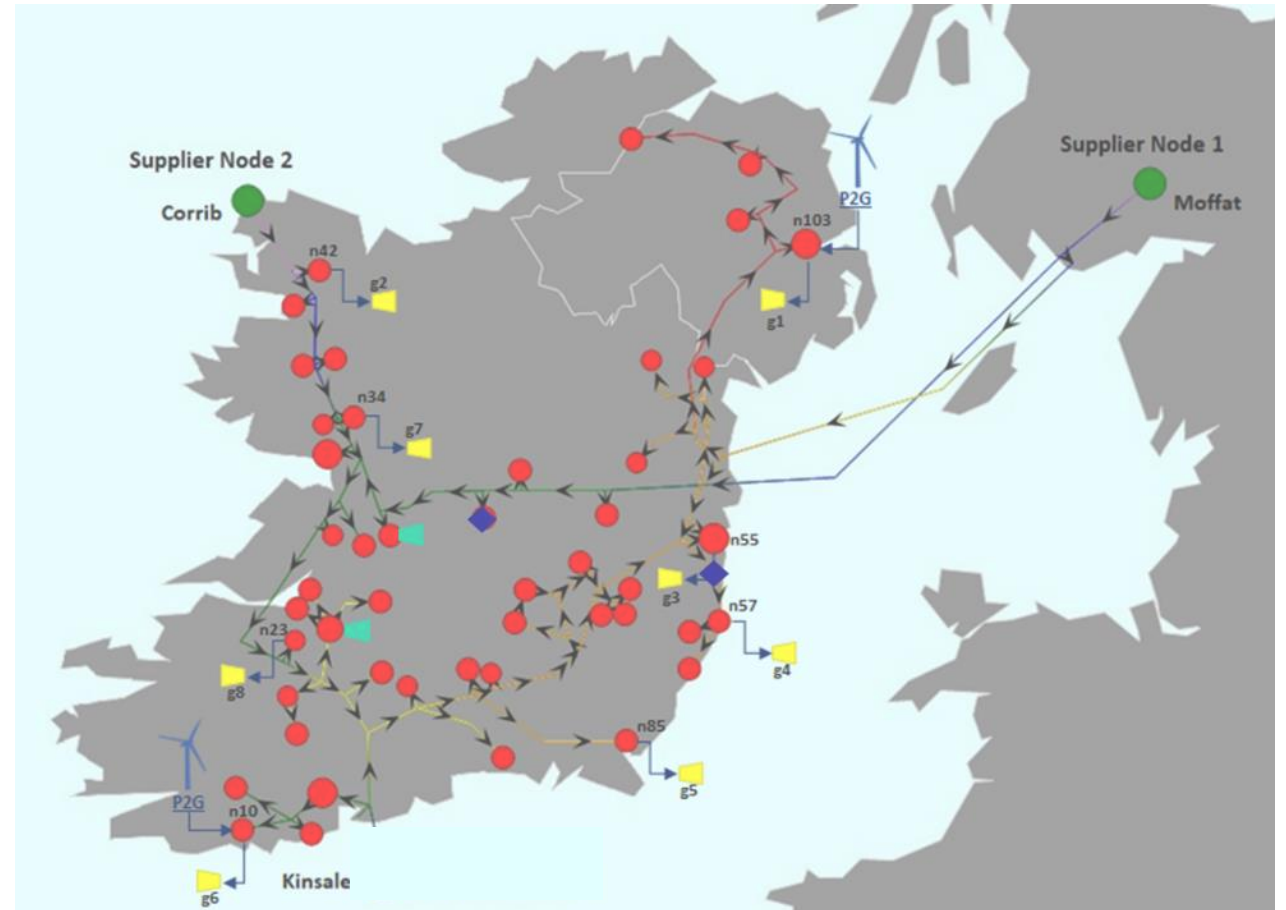 Supplier Node 2
Corrib
Supplier Node 1
Moffat
P2G
n103
g1
n42
g2
n34
g7
n55
g3
n57
g4
n23
g8
n85
g5
P2G
n10
g6
Kinsale